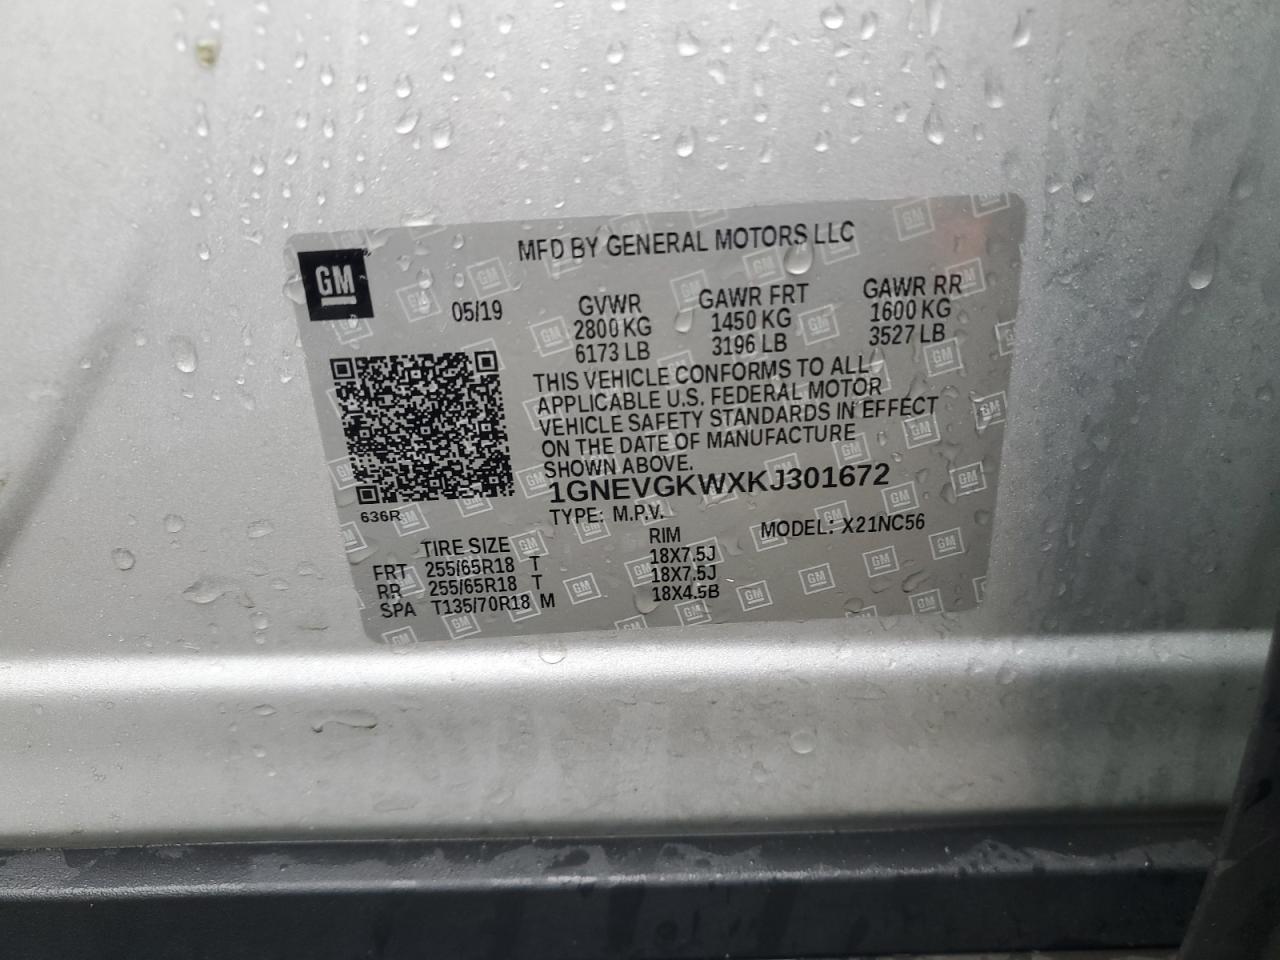 GM
MFD BY GENERAL MOTORS LLC
05/19
GVWR GAWR FRT GAWR RR
2800 KG 1450 KG 1600 KG
6173 LB 3196 LB 3527 LB
THIS VEHICLE CONFORMS TO ALL
APPLICABLE U.S. FEDERAL MOTOR
VEHICLE SAFETY STANDARDS IN EFFECT
ON THE DATE OF MANUFACTURE
SHOWN ABOVE.
1GNEVGKWXKJ301672
636R
TYPE: M.P.V. MODEL: X21NC56
TIRE SIZE RIM
FRT 255/65R18 T 18X7.5J
RR 255/65R18 T 18X7.5J
SPA T135/70R18 M 18X4.5B